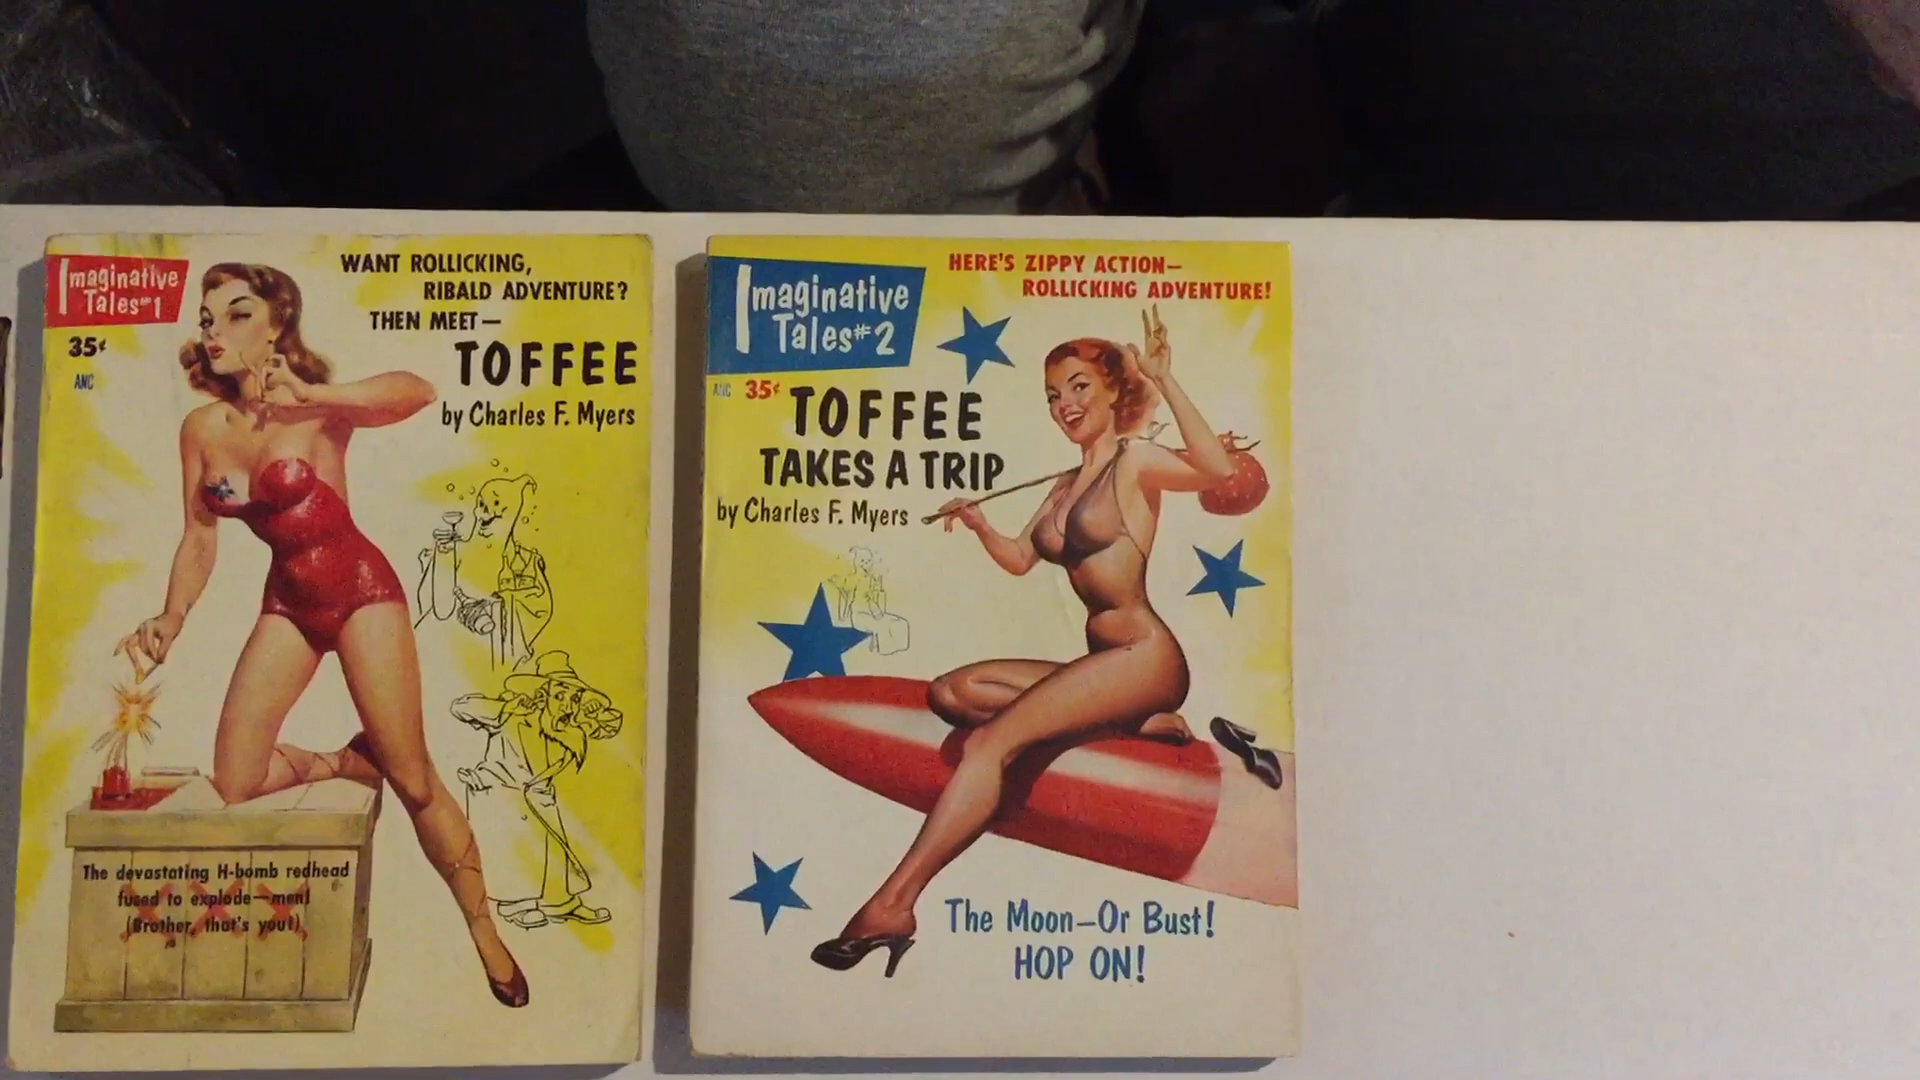 Imaginative
Tales #1
35¢
ANC
WANT ROLLICKING,
RIBALD ADVENTURE?
THEN MEET—
TOFFEE
by Charles F. Myers
The devastating H-bomb redhead
fused to explode—men!
(Brother, that's you!)
XXX
Imaginative
Tales #2
ANC 35¢
HERE'S ZIPPY ACTION—
ROLLICKING ADVENTURE!
TOFFEE
TAKES A TRIP
by Charles F. Myers
The Moon—Or Bust!
HOP ON!